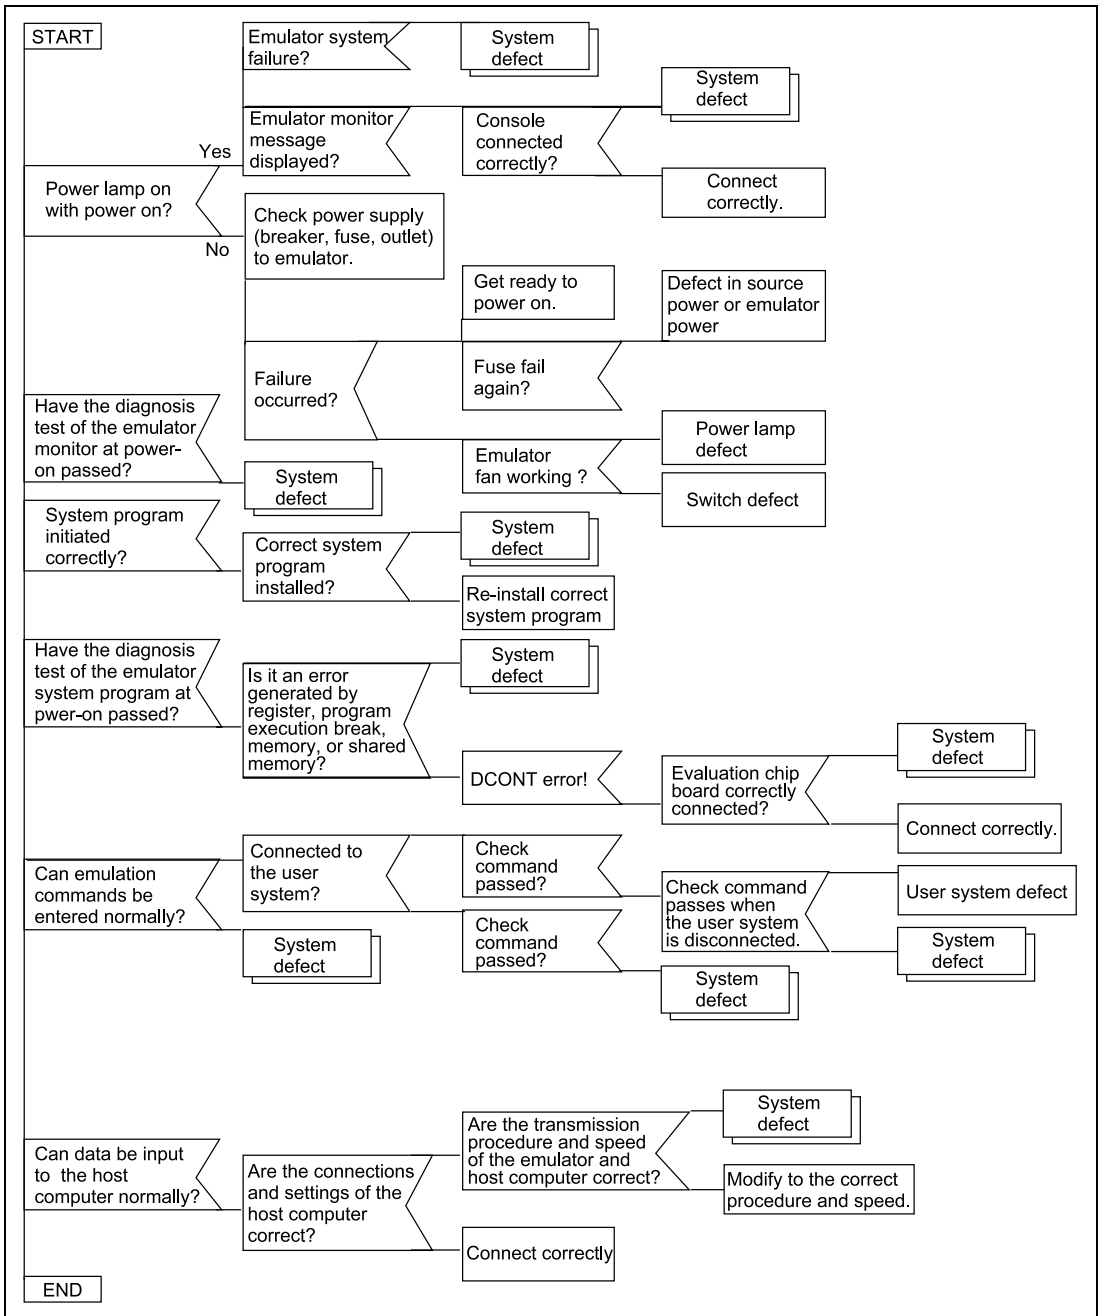 START
Emulator system
failure?
System
defect
System
defect
Emulator monitor
message
displayed?
Console
connected
correctly?
Yes
Power lamp on
with power on?
Connect
correctly.
No
Check power supply
(breaker, fuse, outlet)
to emulator.
Get ready to
power on.
Defect in source
power or emulator
power
Failure
occurred?
Fuse fail
again?
Have the diagnosis
test of the emulator
monitor at power-
on passed?
Power lamp
defect
Emulator
fan working ?
System
defect
Switch defect
System program
initiated
correctly?
Correct system
program
installed?
System
defect
Re-install correct
system program
Have the diagnosis
test of the emulator
system program at
pwer-on passed?
Is it an error
generated by
register, program
execution break,
memory, or shared
memory?
System
defect
DCONT error!
Evaluation chip
board correctly
connected?
System
defect
Connect correctly.
Can emulation
commands be
entered normally?
Connected to
the user
system?
Check
command
passed?
Check command
passes when
the user system
is disconnected.
User system defect
System
defect
Check
command
passed?
System
defect
System
defect
Can data be input
to the host
computer normally?
Are the connections
and settings of the
host computer
correct?
Are the transmission
procedure and speed
of the emulator and
host computer correct?
System
defect
Modify to the correct
procedure and speed.
Connect correctly
END